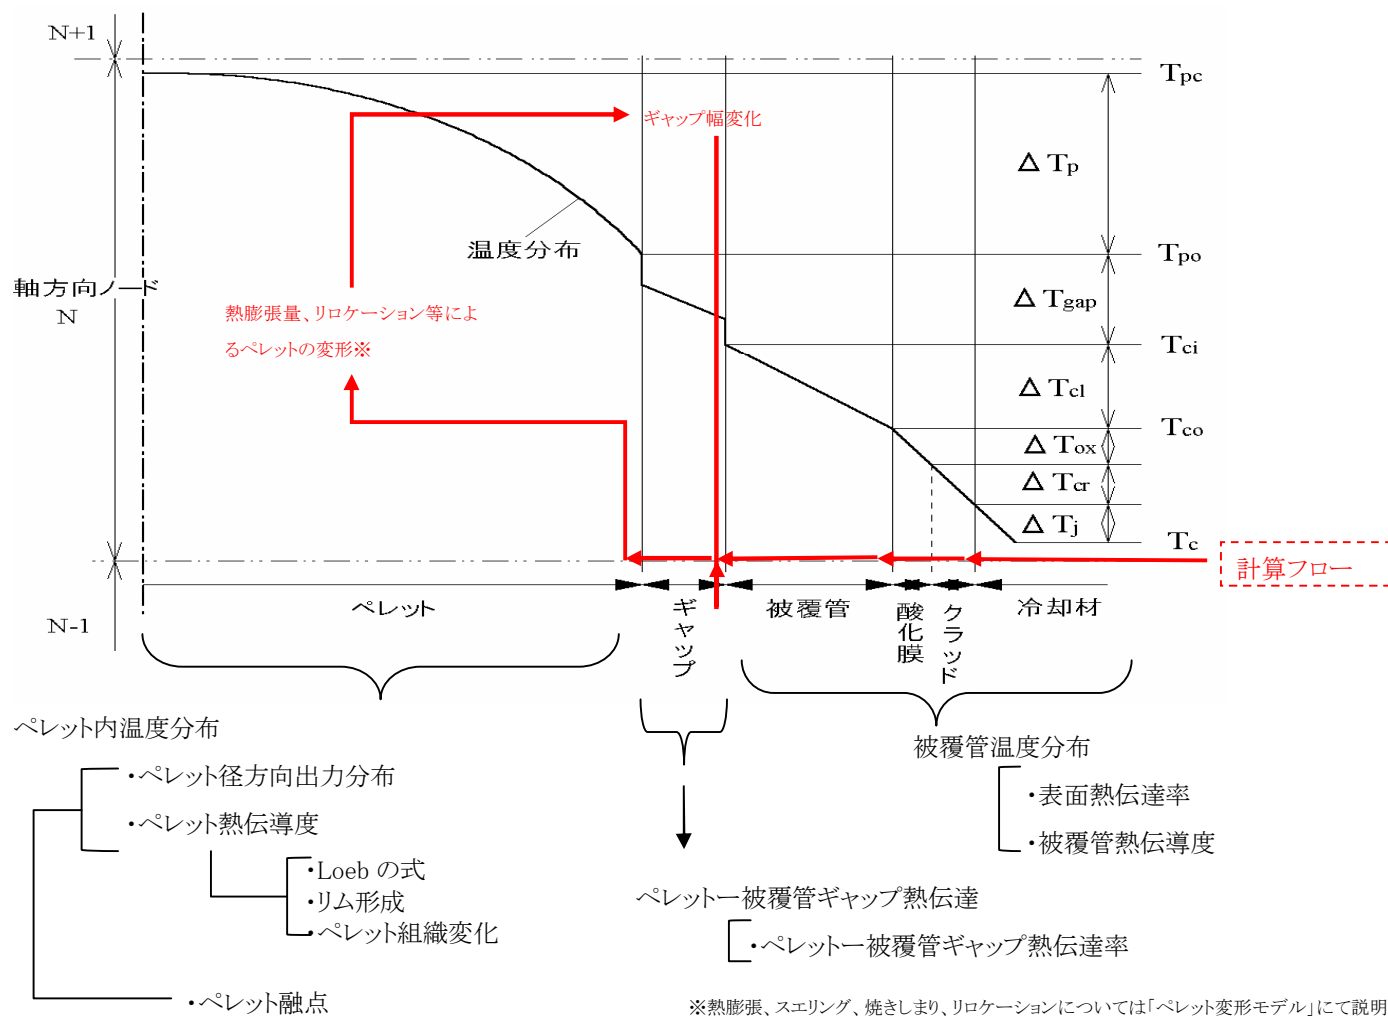 N+1
Tpc
ギャップ幅変化
Δ Tp
温度分布
Tpo
軸方向ノード
N
Δ Tgap
熱膨張量、リロケーション等によ
るペレットの変形※
Tci
Δ Tcl
Tco
Δ Tox
Δ Tcr
Δ Tj
Tc
計算フロー
N-1
ペレット
ギャップ
被覆管
酸化膜
クラッド
冷却材
ペレット内温度分布
・ペレット径方向出力分布
・ペレット熱伝導度
・Loeb の式
・リム形成
・ペレット組織変化
・ペレット融点
被覆管温度分布
・表面熱伝達率
・被覆管熱伝導度
ペレットー被覆管ギャップ熱伝達
・ペレットー被覆管ギャップ熱伝達率
※熱膨張、スエリング、焼きしまり、リロケーションについては「ペレット変形モデル」にて説明